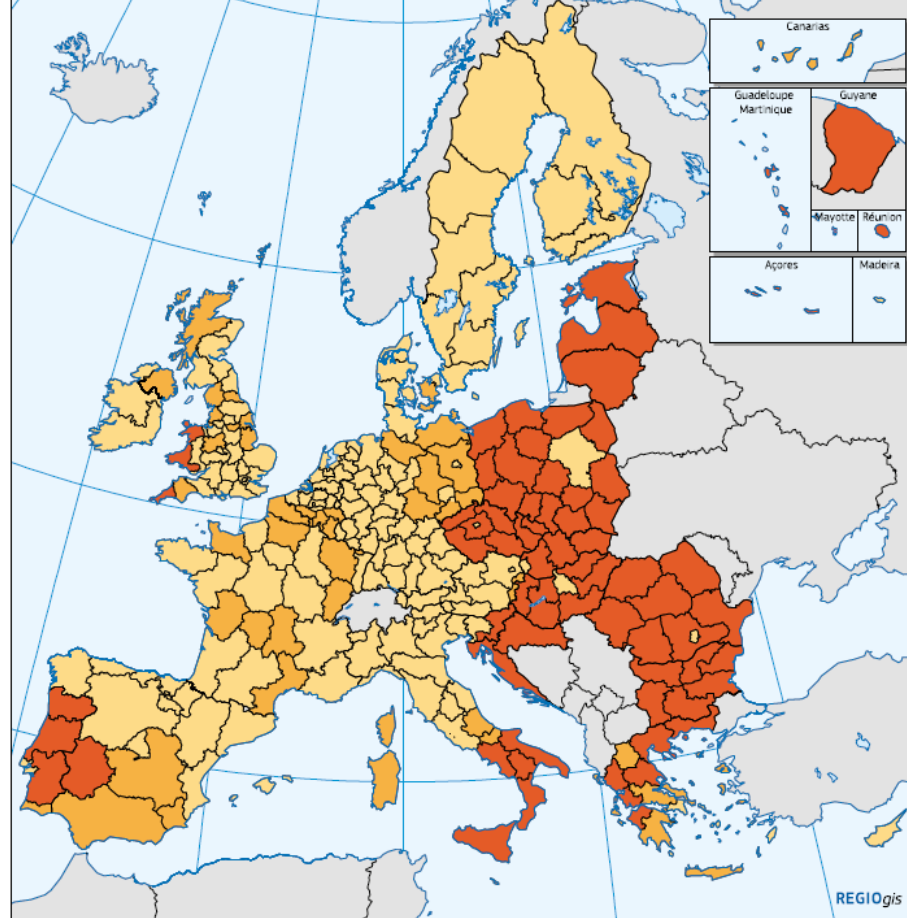 Canarias
Guadeloupe
Martinique
Guyane
Mayotte
Réunion
Açores
Madeira
REGIOgis